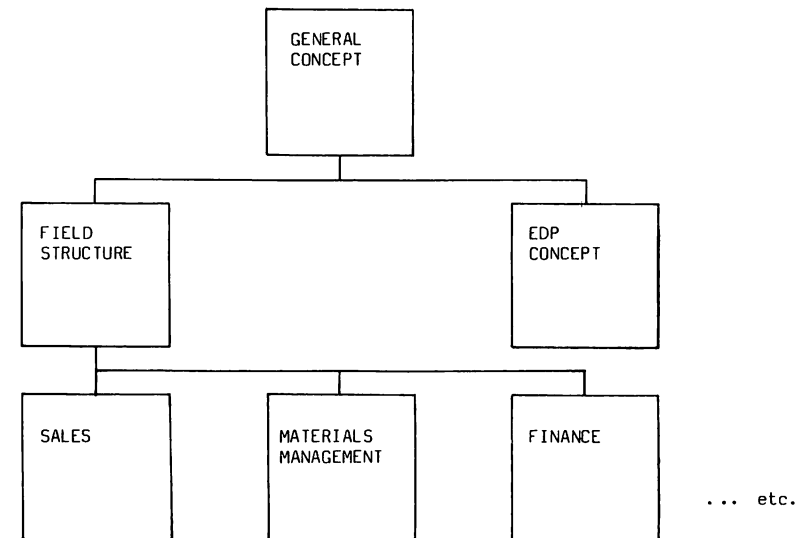 GENERAL
CONCEPT
FIELD
STRUCTURE
EDP
CONCEPT
SALES
MATERIALS
MANAGEMENT
FINANCE
... etc.